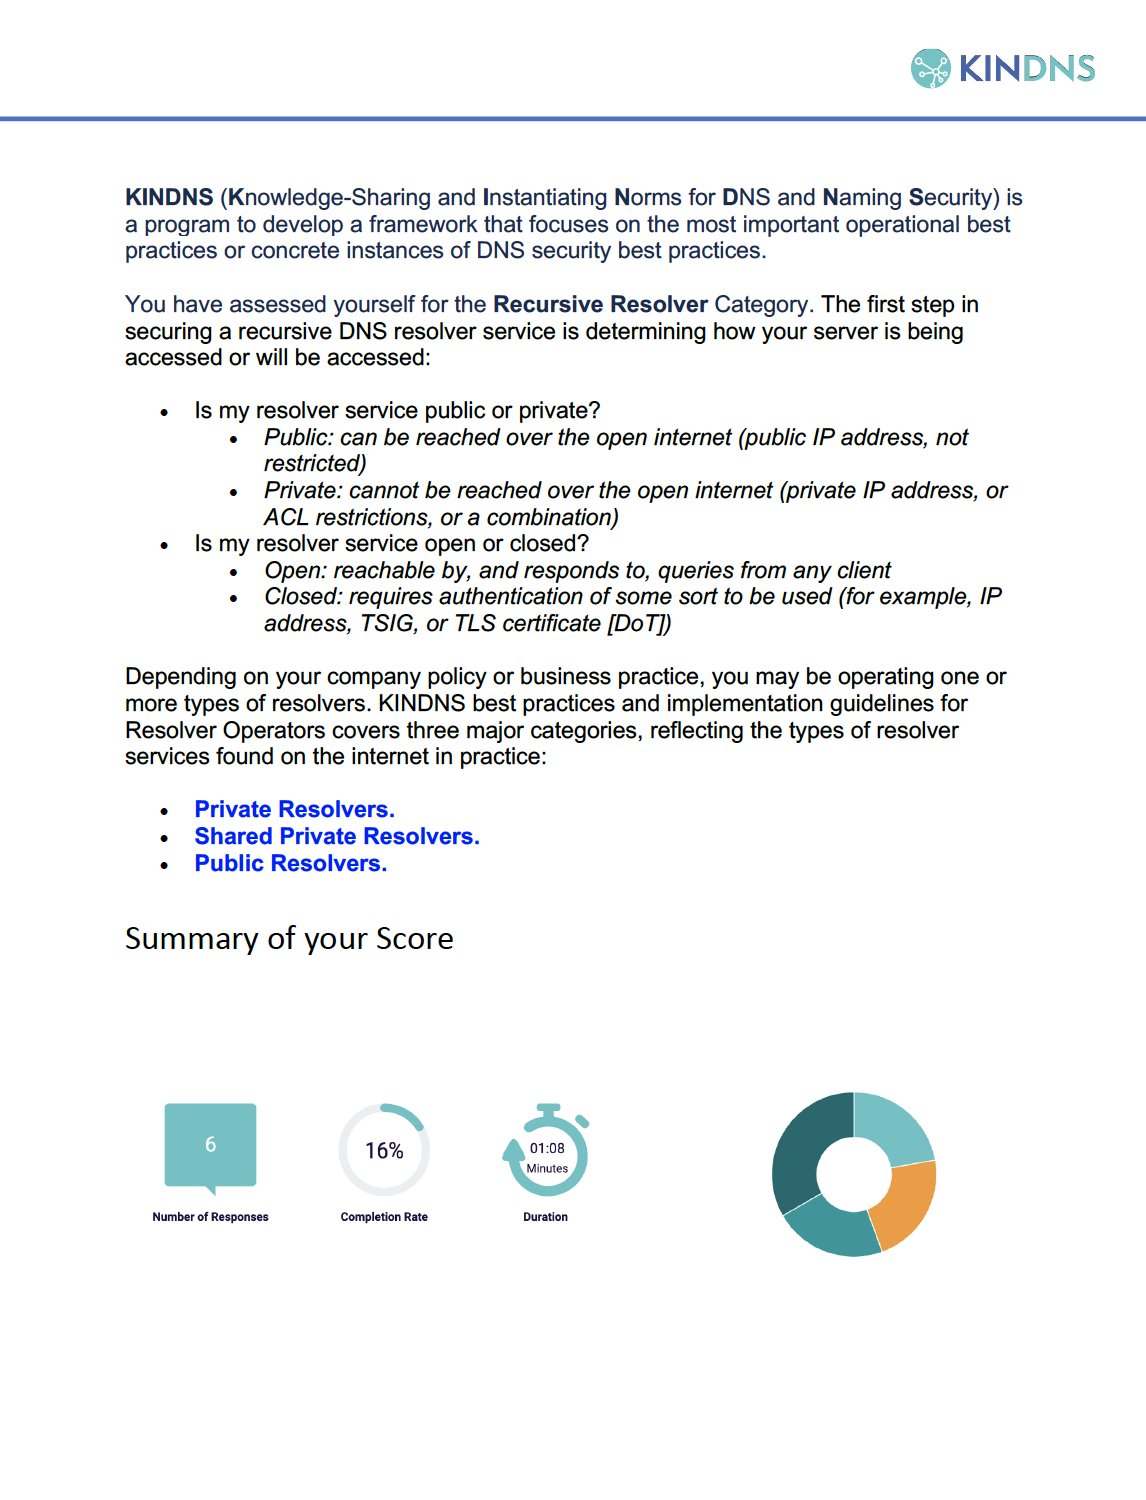 KINDNS
KINDNS (Knowledge-Sharing and Instantiating Norms for DNS and Naming Security) is
a program to develop a framework that focuses on the most important operational best
practices or concrete instances of DNS security best practices.
You have assessed yourself for the Recursive Resolver Category. The first step in
securing a recursive DNS resolver service is determining how your server is being
accessed or will be accessed:
• Is my resolver service public or private?
• Public: can be reached over the open internet (public IP address, not
restricted)
• Private: cannot be reached over the open internet (private IP address, or
ACL restrictions, or a combination)
• Is my resolver service open or closed?
• Open: reachable by, and responds to, queries from any client
• Closed: requires authentication of some sort to be used (for example, IP
address, TSIG, or TLS certificate [DoT])
Depending on your company policy or business practice, you may be operating one or
more types of resolvers. KINDNS best practices and implementation guidelines for
Resolver Operators covers three major categories, reflecting the types of resolver
services found on the internet in practice:
• Private Resolvers.
• Shared Private Resolvers.
• Public Resolvers.
Summary of your Score
6
Number of Responses
16%
Completion Rate
01:08
Minutes
Duration